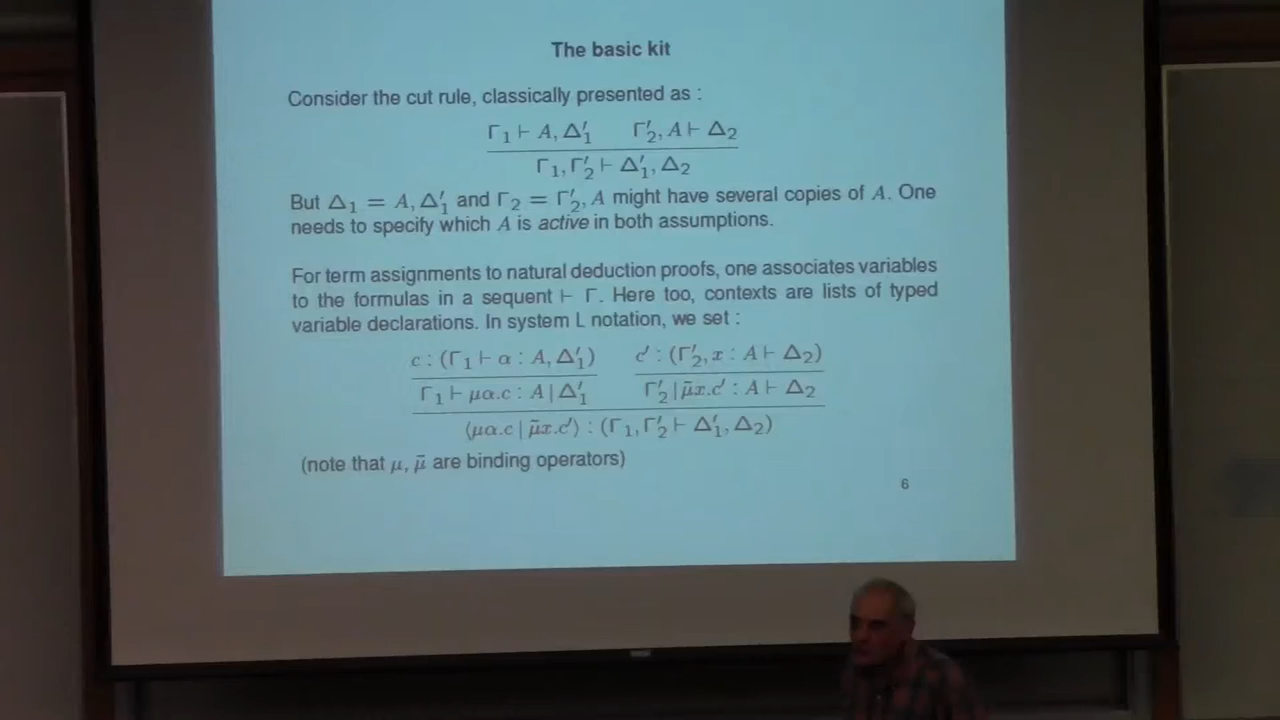 The basic kit
Consider the cut rule, classically presented as :
Γ₁ ⊢ A, Δ′₁ Γ′₂, A ⊢ Δ₂
Γ₁, Γ′₂ ⊢ Δ′₁, Δ₂
But Δ₁ = A, Δ′₁ and Γ₂ = Γ′₂, A might have several copies of A. One
needs to specify which A is active in both assumptions.
For term assignments to natural deduction proofs, one associates variables
to the formulas in a sequent ⊢ Γ. Here too, contexts are lists of typed
variable declarations. In system L notation, we set :
c : (Γ₁ ⊢ α : A, Δ′₁) c′ : (Γ′₂, x : A ⊢ Δ₂)
Γ₁ ⊢ μα.c : A | Δ′₁ Γ′₂ | μ̃x.c′ : A ⊢ Δ₂
⟨μα.c | μ̃x.c′⟩ : (Γ₁, Γ′₂ ⊢ Δ′₁, Δ₂)
(note that μ, μ̃ are binding operators)
6